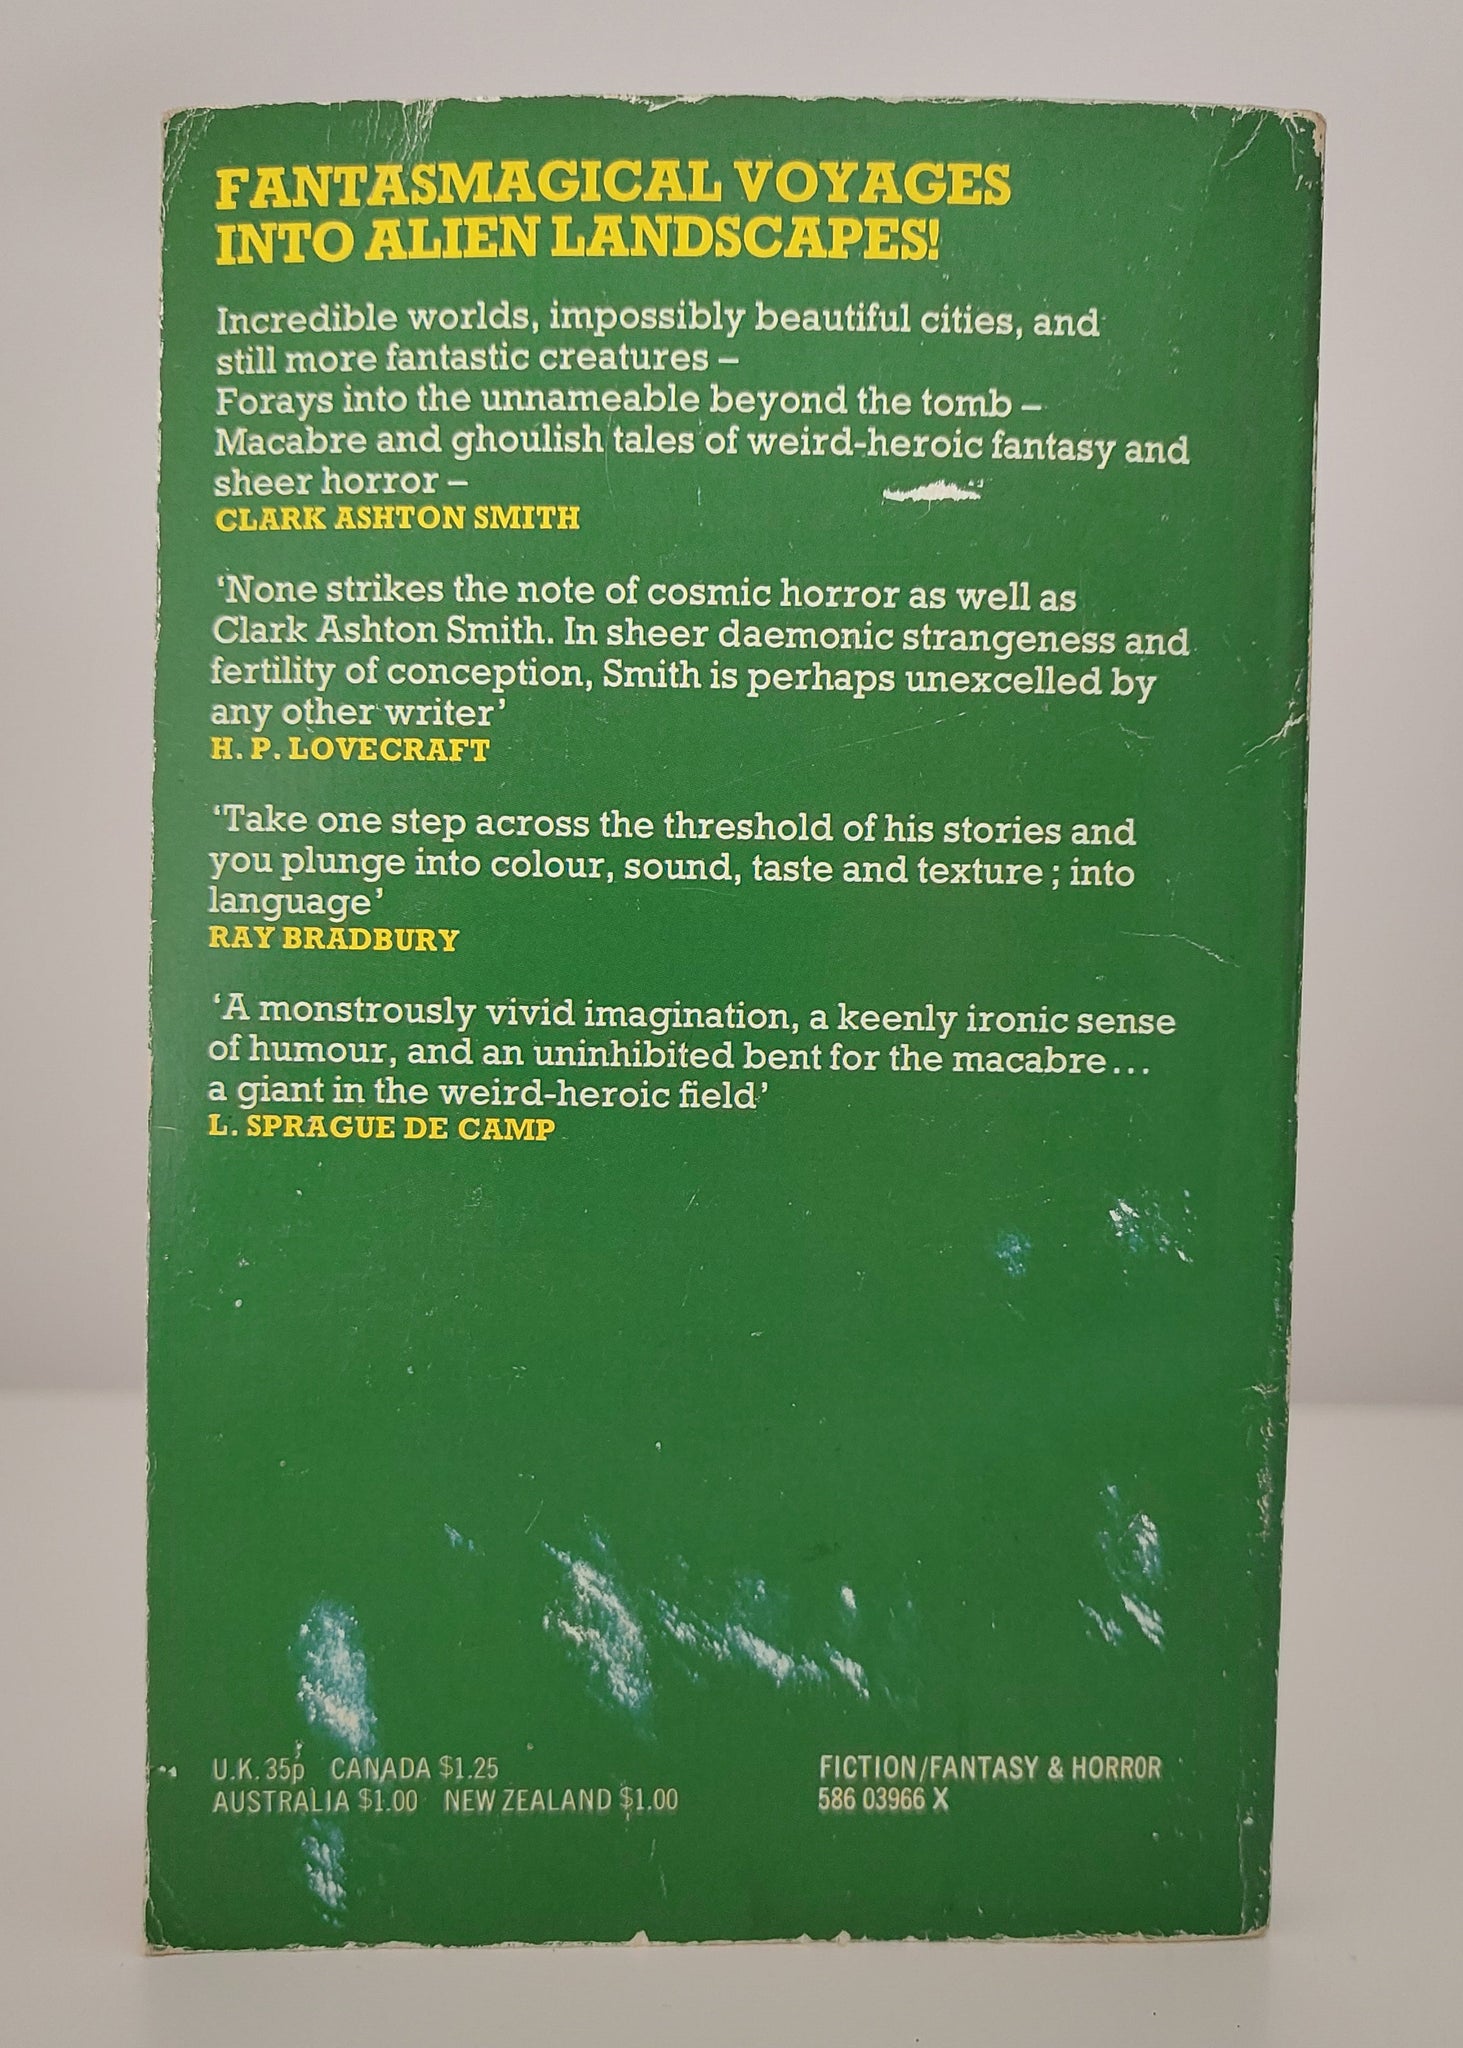 FANTASMAGICAL VOYAGES
INTO ALIEN LANDSCAPES!
Incredible worlds, impossibly beautiful cities, and
still more fantastic creatures –
Forays into the unnameable beyond the tomb –
Macabre and ghoulish tales of weird-heroic fantasy and
sheer horror –
CLARK ASHTON SMITH
‘None strikes the note of cosmic horror as well as
Clark Ashton Smith. In sheer daemonic strangeness and
fertility of conception, Smith is perhaps unexcelled by
any other writer’
H. P. LOVECRAFT
‘Take one step across the threshold of his stories and
you plunge into colour, sound, taste and texture ; into
language’
RAY BRADBURY
‘A monstrously vivid imagination, a keenly ironic sense
of humour, and an uninhibited bent for the macabre...
a giant in the weird-heroic field’
L. SPRAGUE DE CAMP
U.K. 35p CANADA $1.25
AUSTRALIA $1.00 NEW ZEALAND $1.00
FICTION/FANTASY & HORROR
586 03966 X